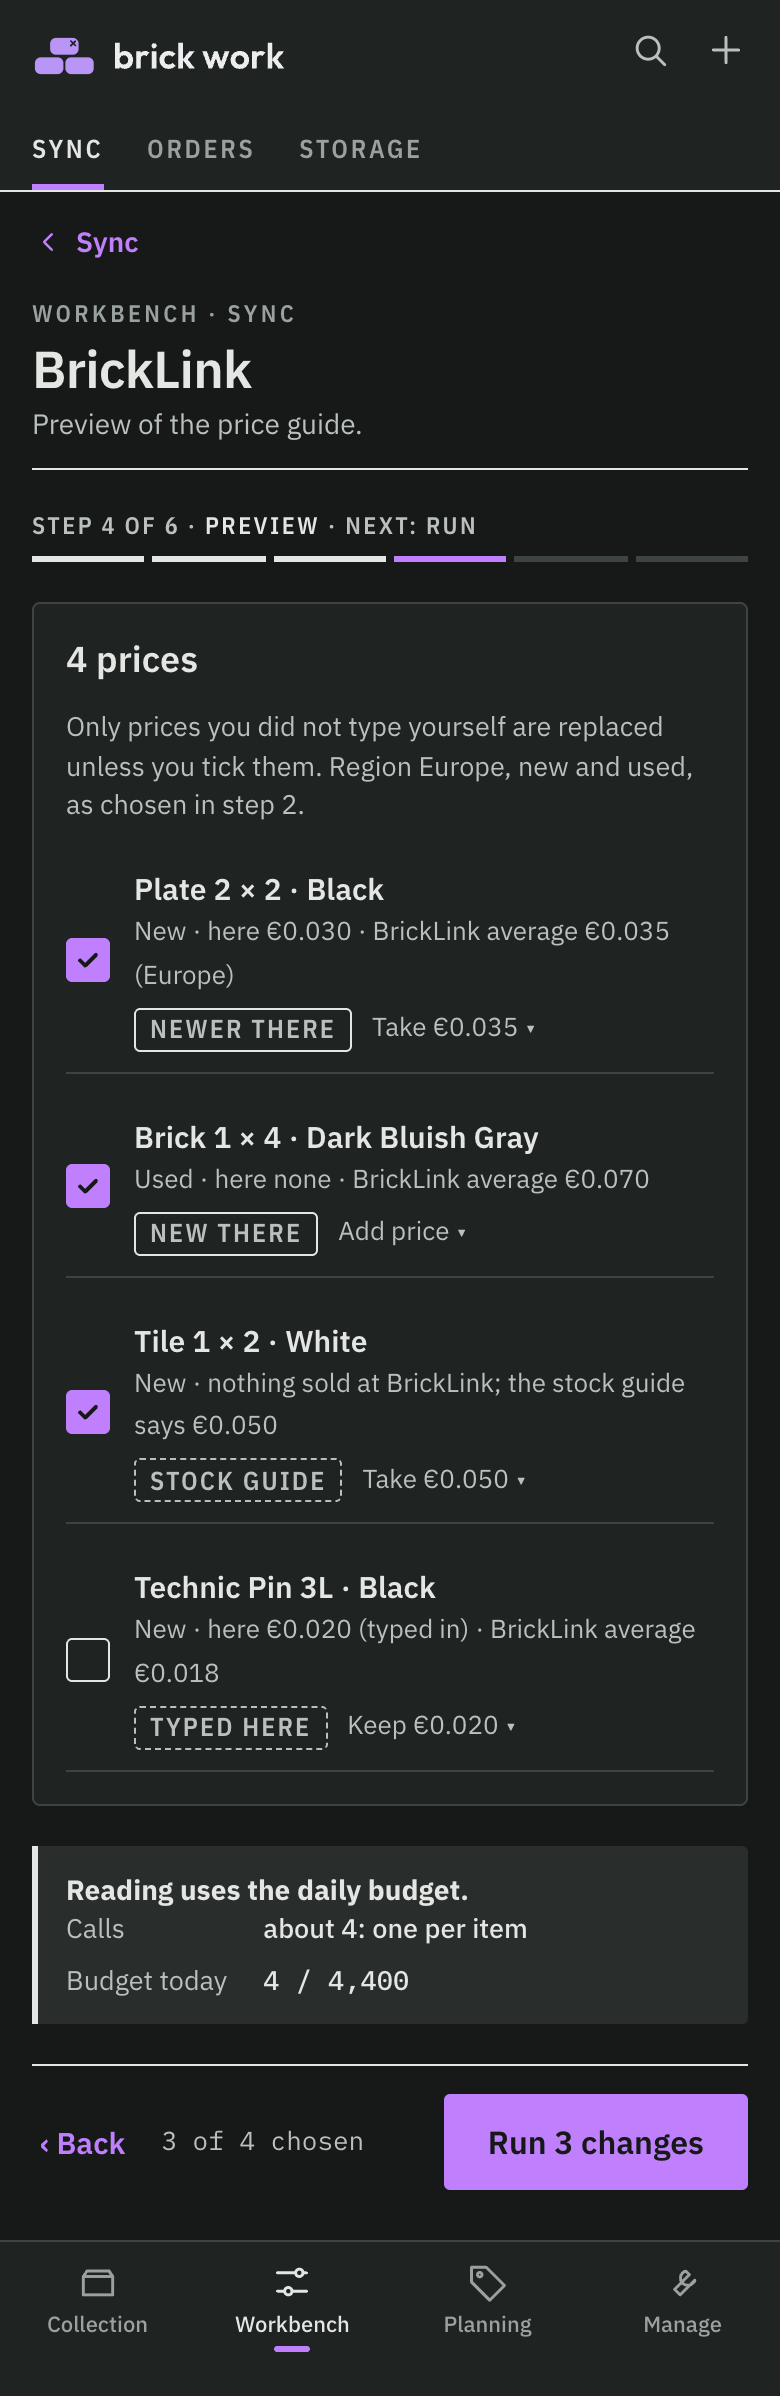 brick work
SYNC ORDERS STORAGE
‹ Sync
WORKBENCH · SYNC
BrickLink
Preview of the price guide.
STEP 4 OF 6 · PREVIEW · NEXT: RUN
4 prices
Only prices you did not type yourself are replaced
unless you tick them. Region Europe, new and used,
as chosen in step 2.
Plate 2 × 2 · Black
New · here €0.030 · BrickLink average €0.035
(Europe)
NEWER THERE Take €0.035 ▾
Brick 1 × 4 · Dark Bluish Gray
Used · here none · BrickLink average €0.070
NEW THERE Add price ▾
Tile 1 × 2 · White
New · nothing sold at BrickLink; the stock guide
says €0.050
STOCK GUIDE Take €0.050 ▾
Technic Pin 3L · Black
New · here €0.020 (typed in) · BrickLink average
€0.018
TYPED HERE Keep €0.020 ▾
Reading uses the daily budget.
Calls about 4: one per item
Budget today 4 / 4,400
‹ Back 3 of 4 chosen Run 3 changes
Collection Workbench Planning Manage